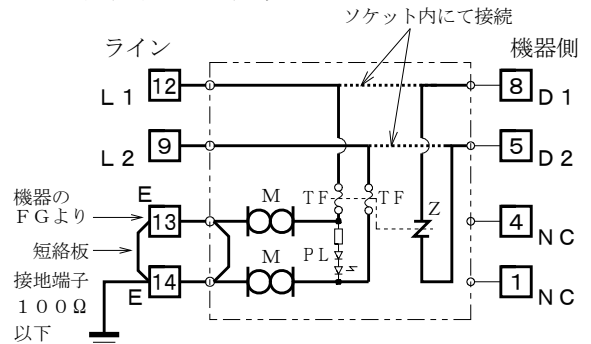 ソケット内にて接続
ライン
機器側
12
L1
8
D1
9
L2
5
D2
機器の
FGより
E
13
M
TF
TF
Z
4
NC
短絡板
M
PL
接地端子
100Ω
以下
E
14
1
NC